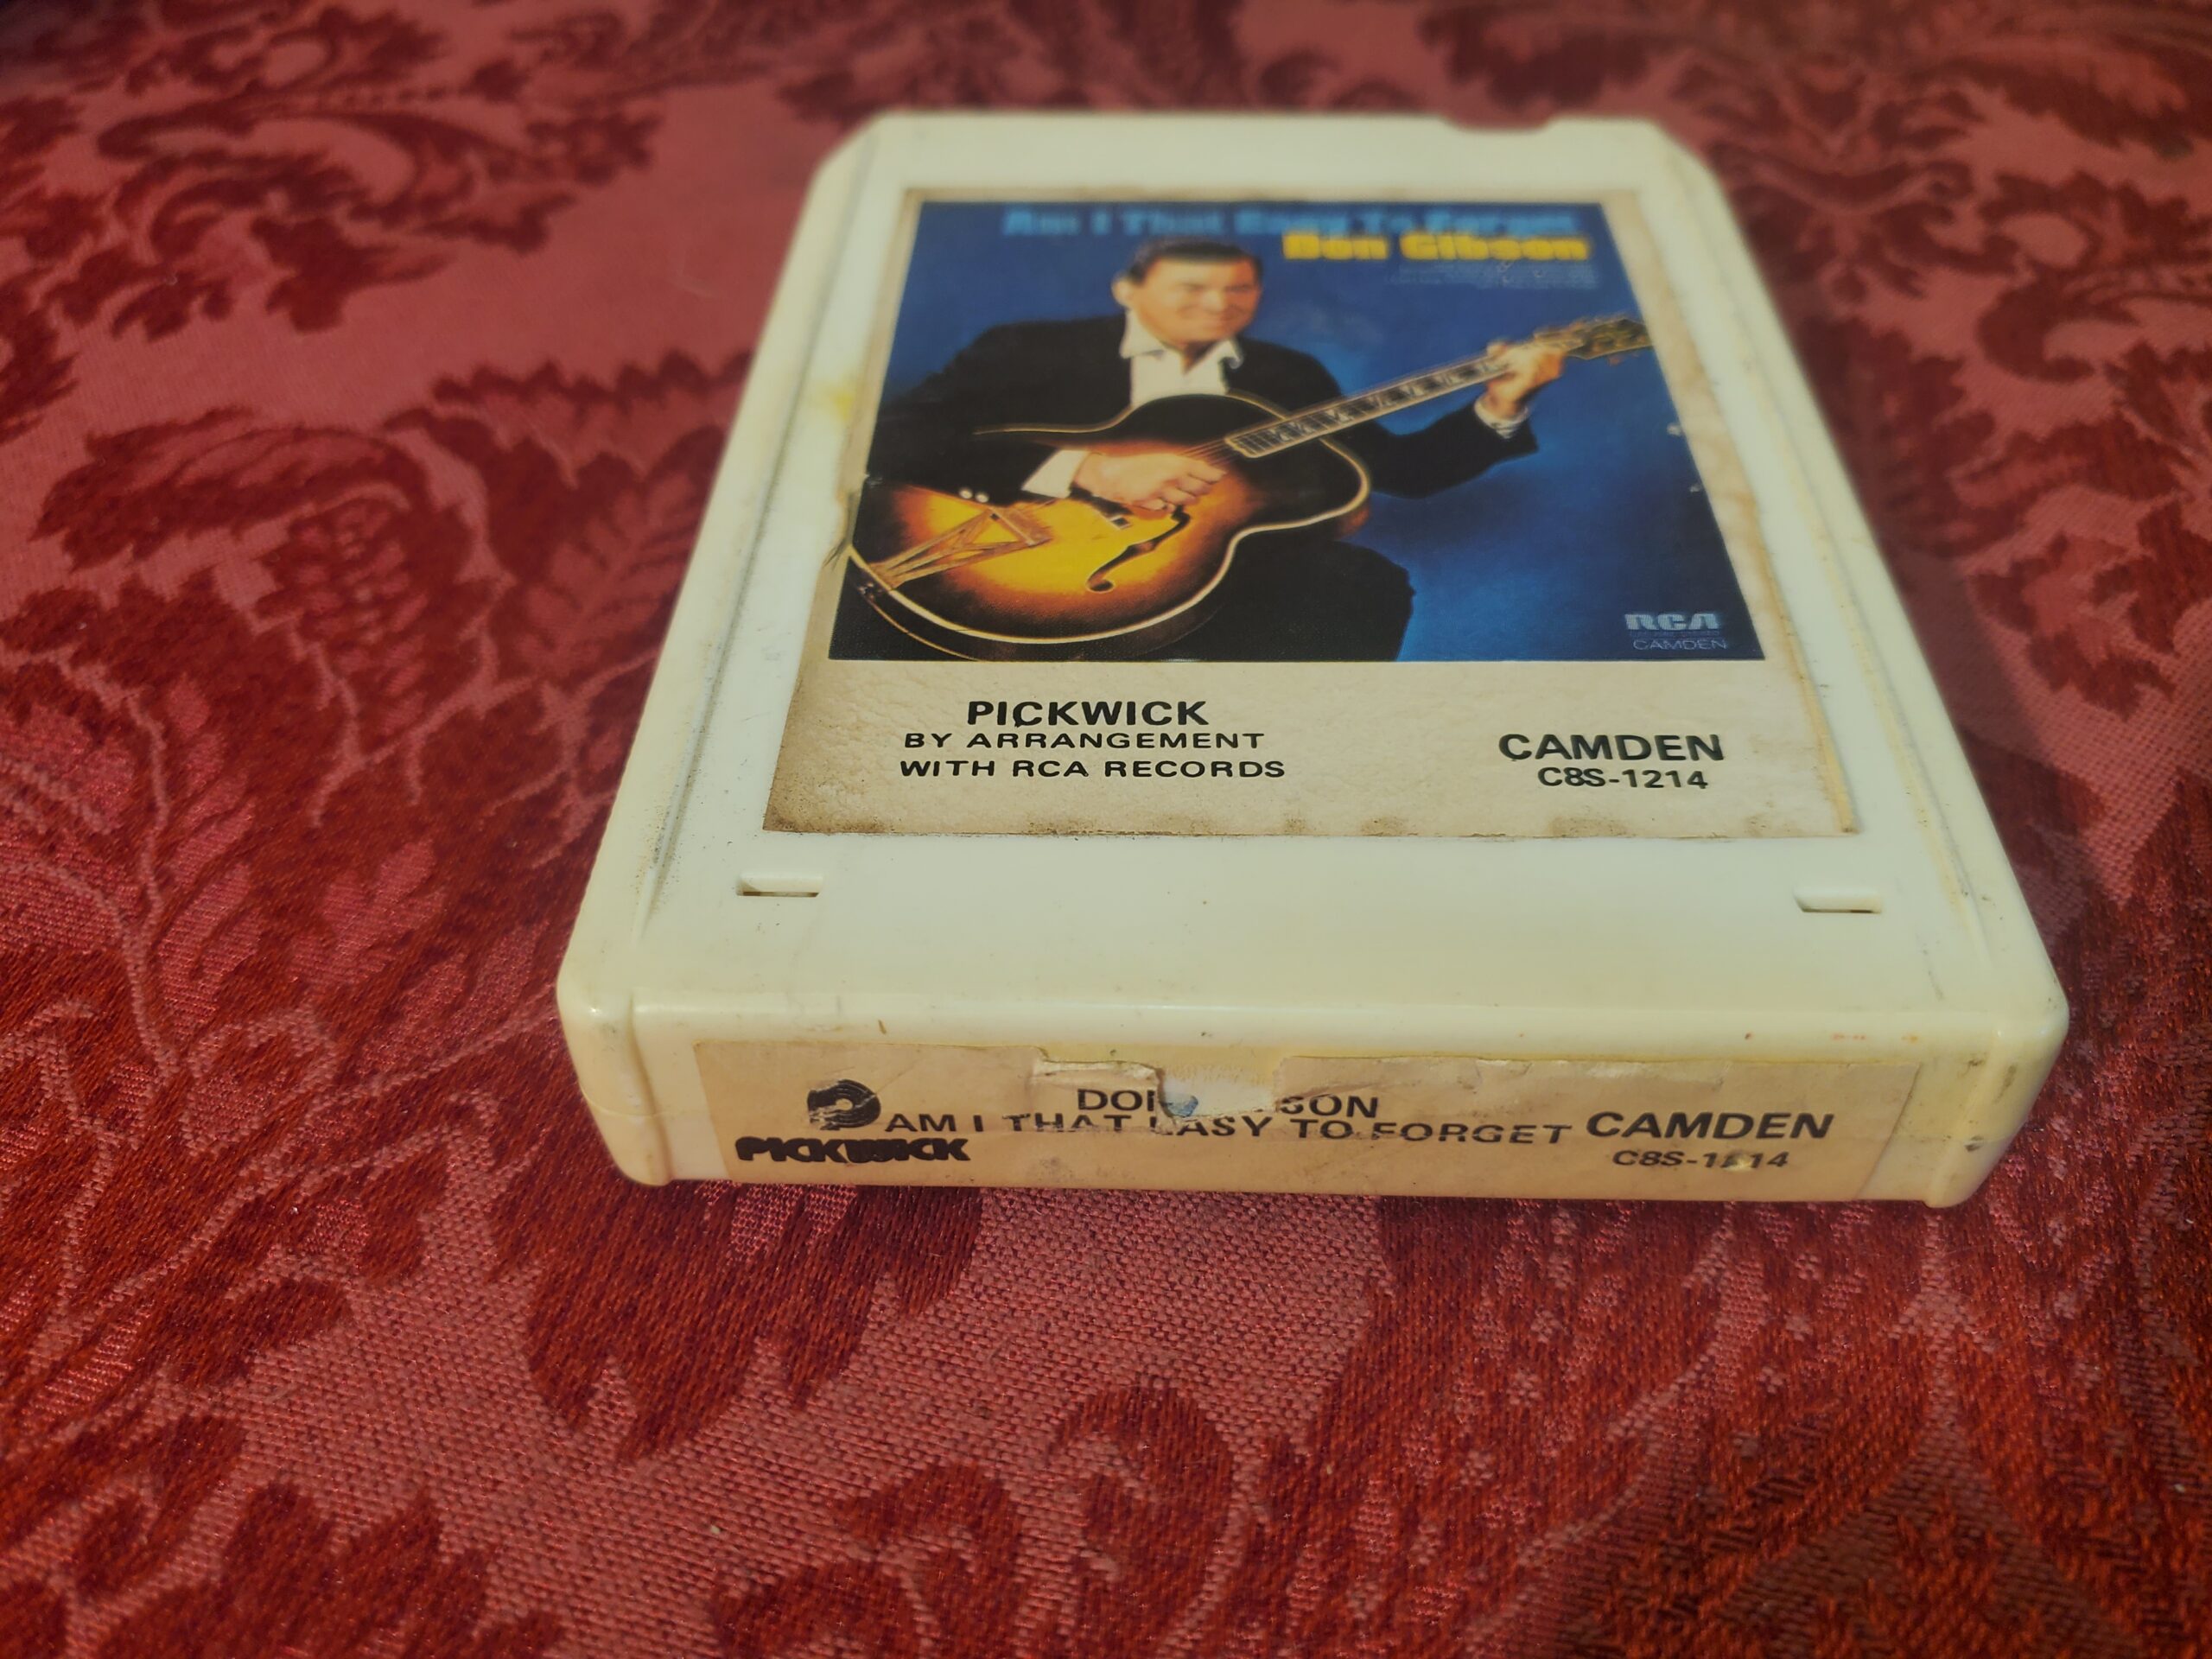 Am I That Easy To Forget
Don Gibson
RCA
CAMDEN
PICKWICK
BY ARRANGEMENT
WITH RCA RECORDS
CAMDEN
C8S-1214
PICKWICK
AM I THAT EASY TO FORGET
CAMDEN